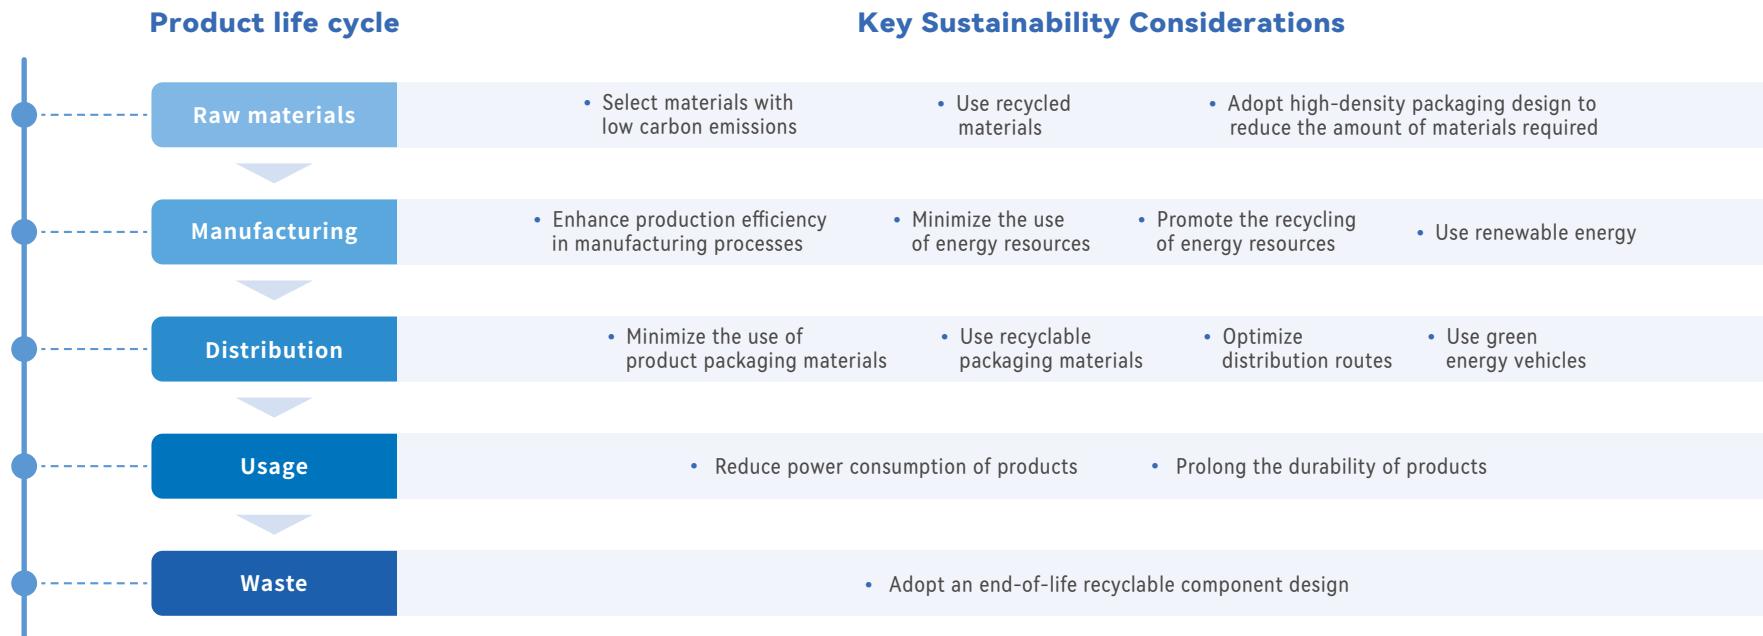 Product life cycle
Key Sustainability Considerations
Raw materials
• Select materials with
low carbon emissions
• Use recycled
materials
• Adopt high-density packaging design to
reduce the amount of materials required
Manufacturing
• Enhance production efficiency
in manufacturing processes
• Minimize the use
of energy resources
• Promote the recycling
of energy resources
• Use renewable energy
Distribution
• Minimize the use of
product packaging materials
• Use recyclable
packaging materials
• Optimize
distribution routes
• Use green
energy vehicles
Usage
• Reduce power consumption of products
• Prolong the durability of products
Waste
• Adopt an end-of-life recyclable component design